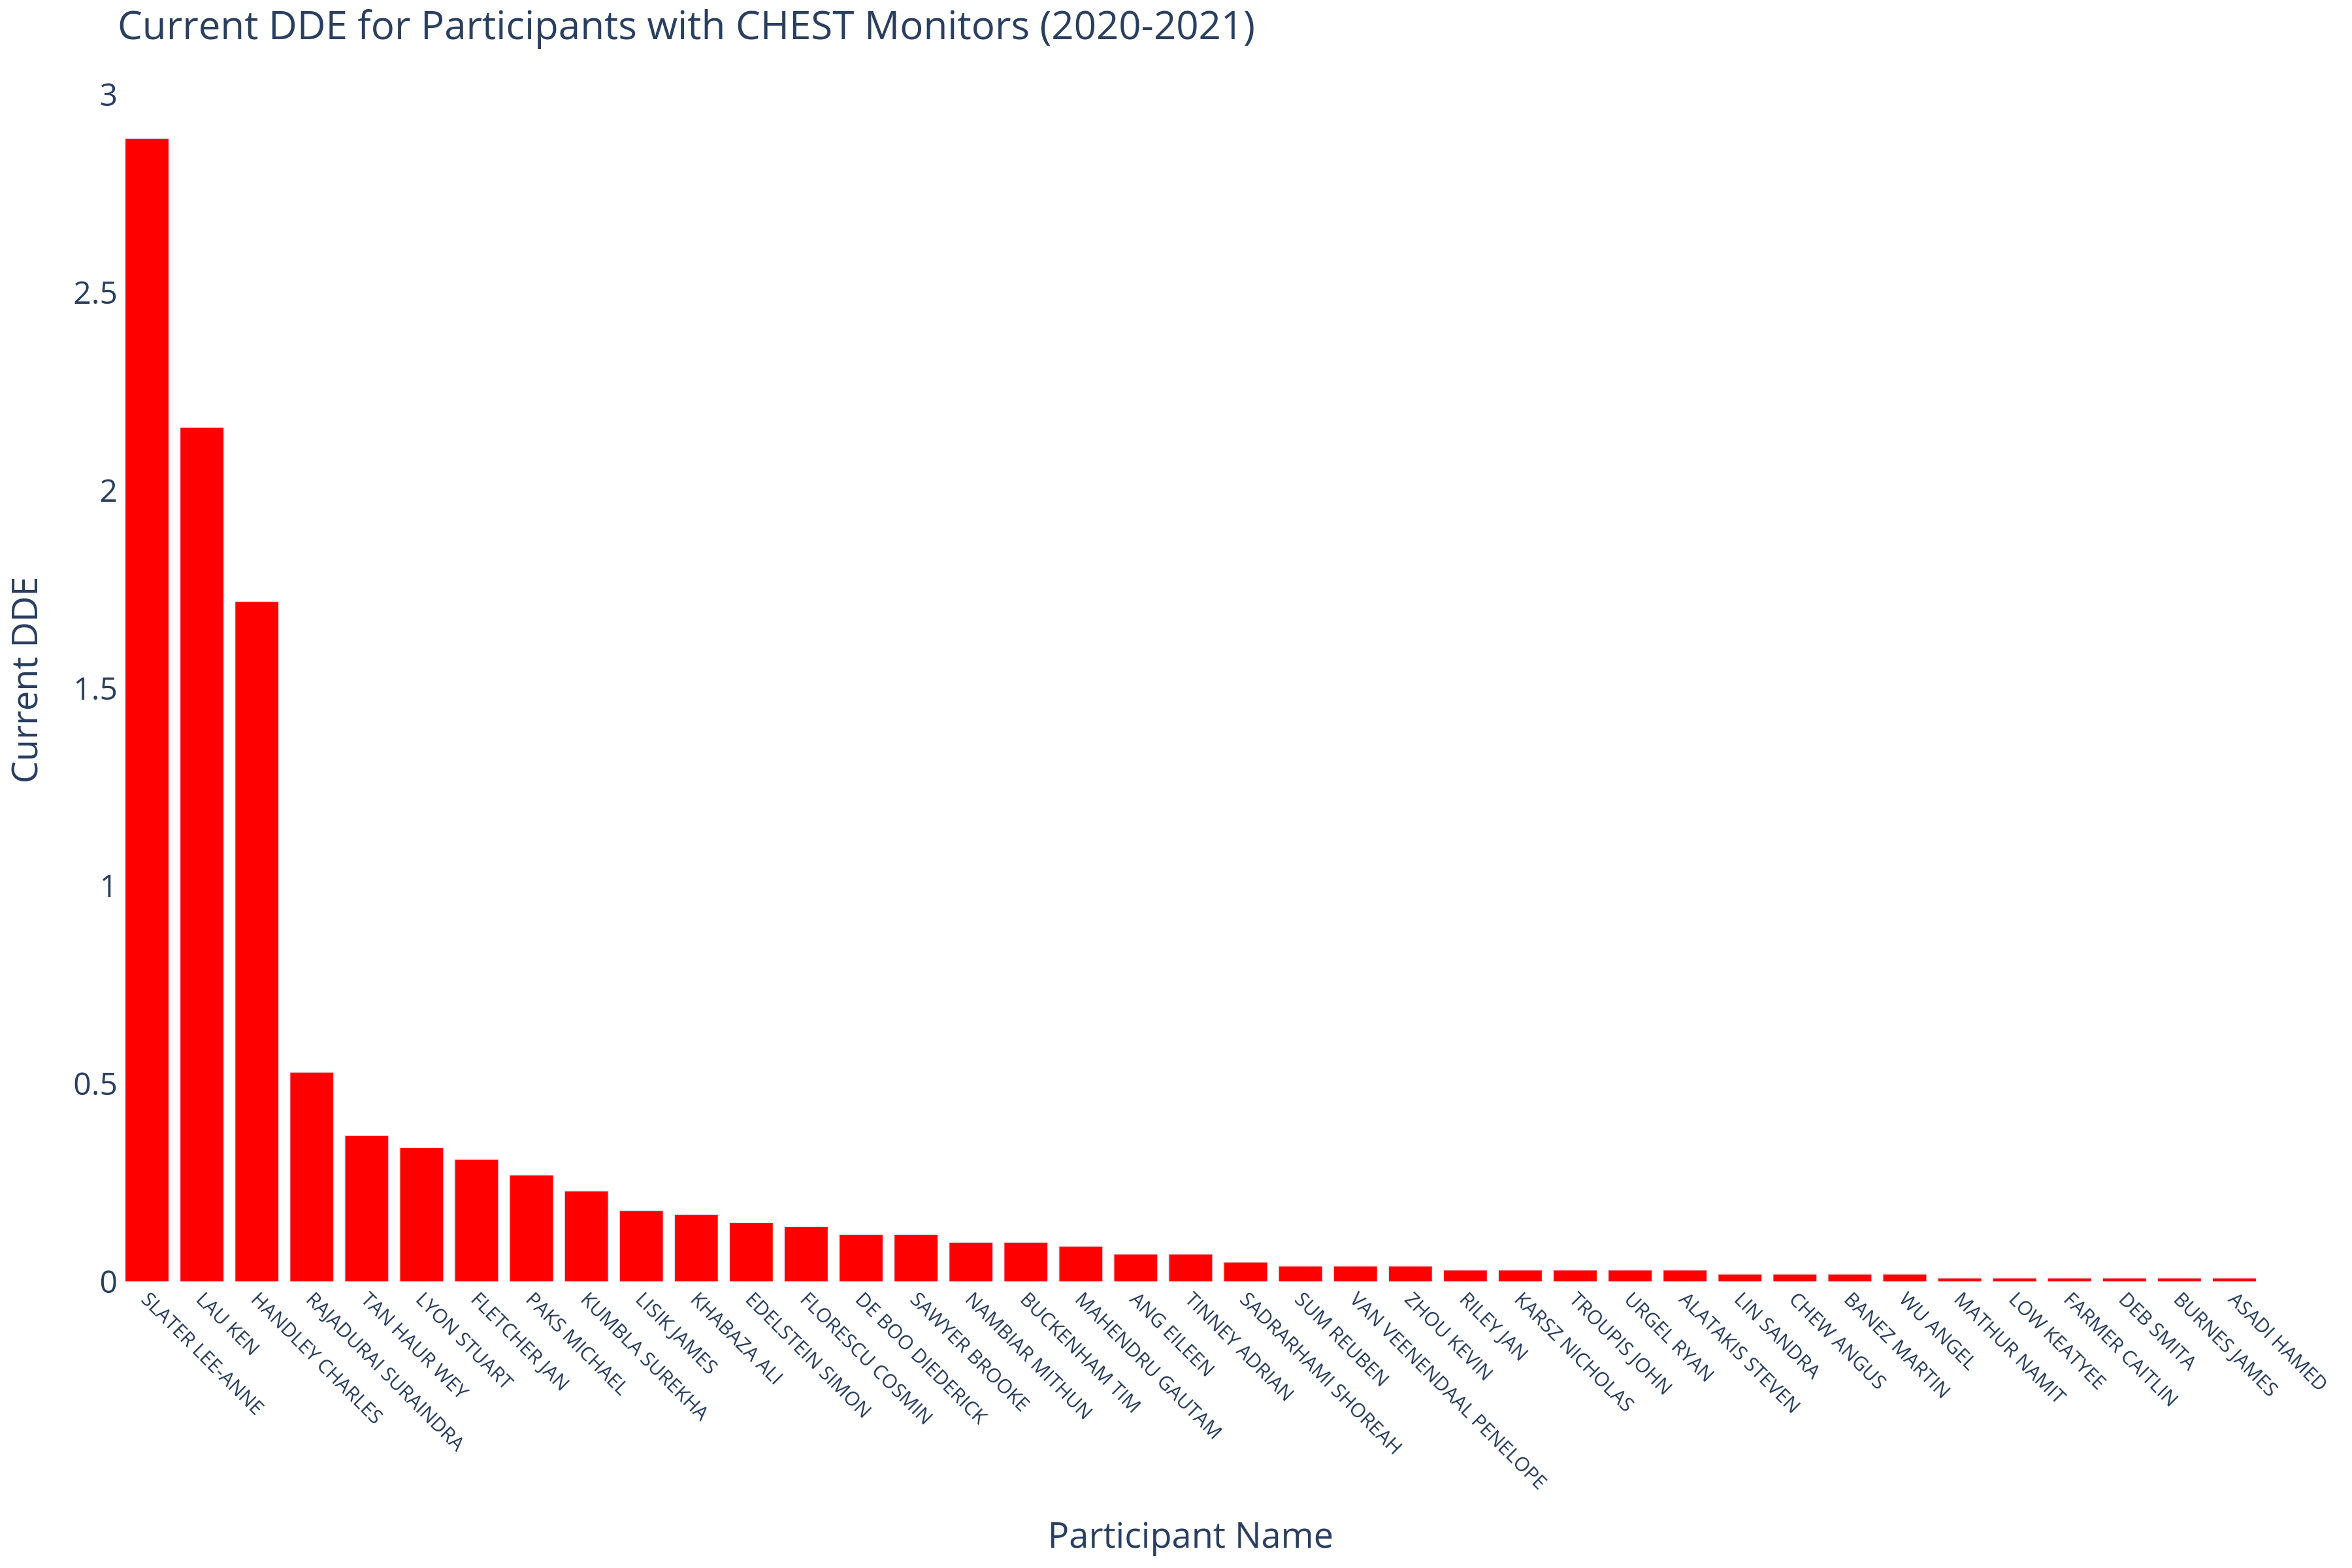 Current DDE for Participants with CHEST Monitors (2020-2021)
3
2.5
2
1.5
1
0.5
0
Current DDE
SLATER LEE-ANNE
LAU KEN
HANDLEY CHARLES
RAJADURAI SURAINDRA
TAN HAUR WEY
LYON STUART
FLETCHER JAN
PAKS MICHAEL
KUMBLA SUREKHA
LISIK JAMES
KHABAZA ALI
EDELSTEIN SIMON
FLORESCU COSMIN
DE BOO DIEDERICK
SAWYER BROOKE
NAMBIAR MITHUN
BUCKENHAM TIM
MAHENDRU GAUTAM
ANG EILEEN
TINNEY ADRIAN
SADRARHAMI SHOREAH
SUM REUBEN
VAN VEENENDAAL PENELOPE
ZHOU KEVIN
RILEY JAN
KARSZ NICHOLAS
TROUPIS JOHN
URGEL RYAN
ALATAKIS STEVEN
LIN SANDRA
CHEW ANGUS
BANEZ MARTIN
WU ANGEL
MATHUR NAMIT
LOW KEATYEE
FARMER CAITLIN
DEB SMITA
BURNES JAMES
ASADI HAMED
Participant Name